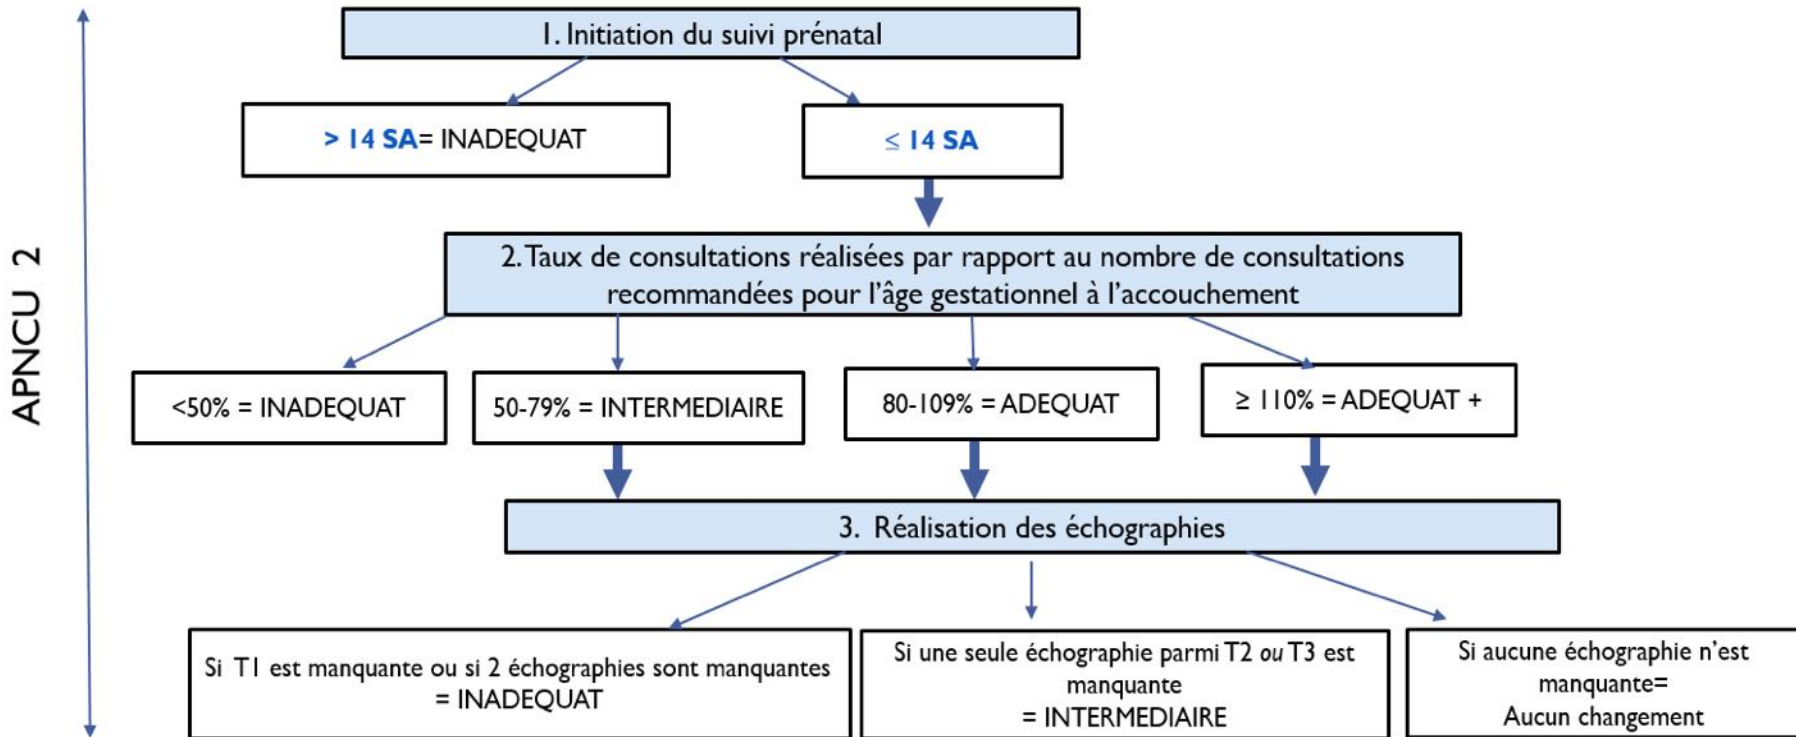 APNCU 2
1. Initiation du suivi prénatal
> 14 SA= INADEQUAT
≤ 14 SA
2. Taux de consultations réalisées par rapport au nombre de consultations
recommandées pour l'âge gestationnel à l'accouchement
<50% = INADEQUAT
50-79% = INTERMEDIAIRE
80-109% = ADEQUAT
≥ 110% = ADEQUAT +
3. Réalisation des échographies
Si T1 est manquante ou si 2 échographies sont manquantes
= INADEQUAT
Si une seule échographie parmi T2 ou T3 est
manquante
= INTERMEDIAIRE
Si aucune échographie n'est
manquante=
Aucun changement